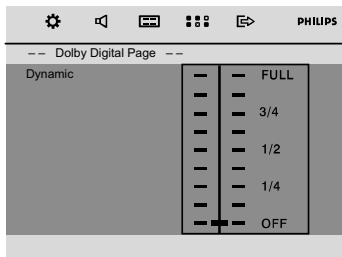 PHILIPS
-- Dolby Digital Page --
Dynamic
FULL
3/4
1/2
1/4
OFF